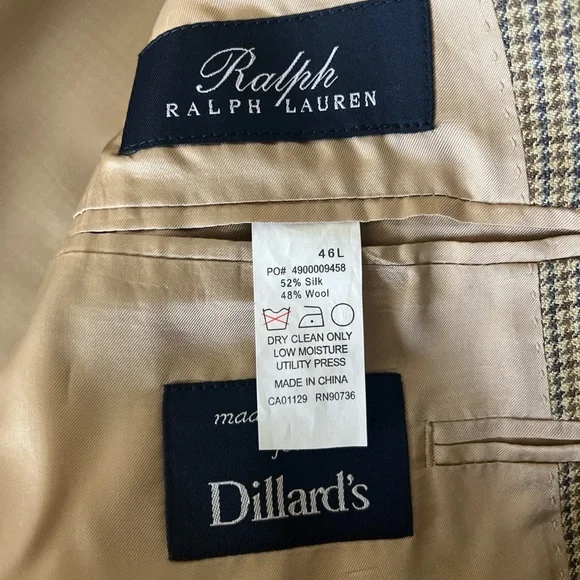 Ralph
RALPH LAUREN
46L
PO# 4900009458
52% Silk
48% Wool
DRY CLEAN ONLY
LOW MOISTURE
UTILITY PRESS
MADE IN CHINA
CA01129 RN90736
Dillard's